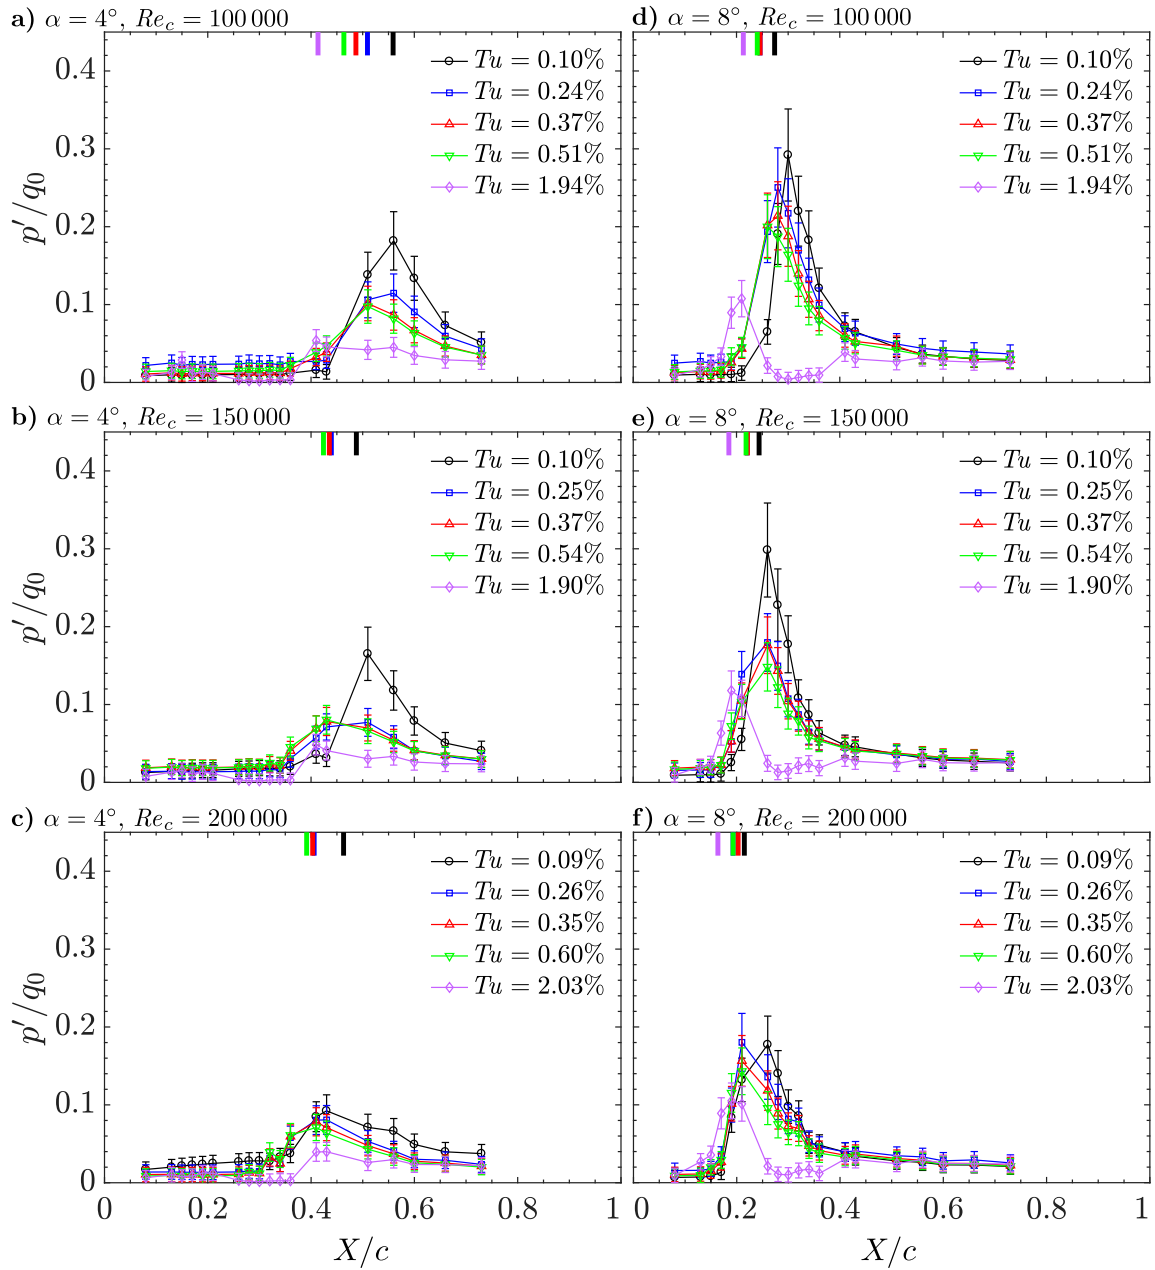 a) α = 4°, Re_c = 100 000
0.4
0.3
0.2
0.1
0
p′/q₀
Tu = 0.10%
Tu = 0.24%
Tu = 0.37%
Tu = 0.51%
Tu = 1.94%
d) α = 8°, Re_c = 100 000
Tu = 0.10%
Tu = 0.24%
Tu = 0.37%
Tu = 0.51%
Tu = 1.94%
b) α = 4°, Re_c = 150 000
0.4
0.3
0.2
0.1
0
p′/q₀
Tu = 0.10%
Tu = 0.25%
Tu = 0.37%
Tu = 0.54%
Tu = 1.90%
e) α = 8°, Re_c = 150 000
Tu = 0.10%
Tu = 0.25%
Tu = 0.37%
Tu = 0.54%
Tu = 1.90%
c) α = 4°, Re_c = 200 000
0.4
0.3
0.2
0.1
0
p′/q₀
Tu = 0.09%
Tu = 0.26%
Tu = 0.35%
Tu = 0.60%
Tu = 2.03%
0 0.2 0.4 0.6 0.8 1
X/c
f) α = 8°, Re_c = 200 000
Tu = 0.09%
Tu = 0.26%
Tu = 0.35%
Tu = 0.60%
Tu = 2.03%
0 0.2 0.4 0.6 0.8 1
X/c